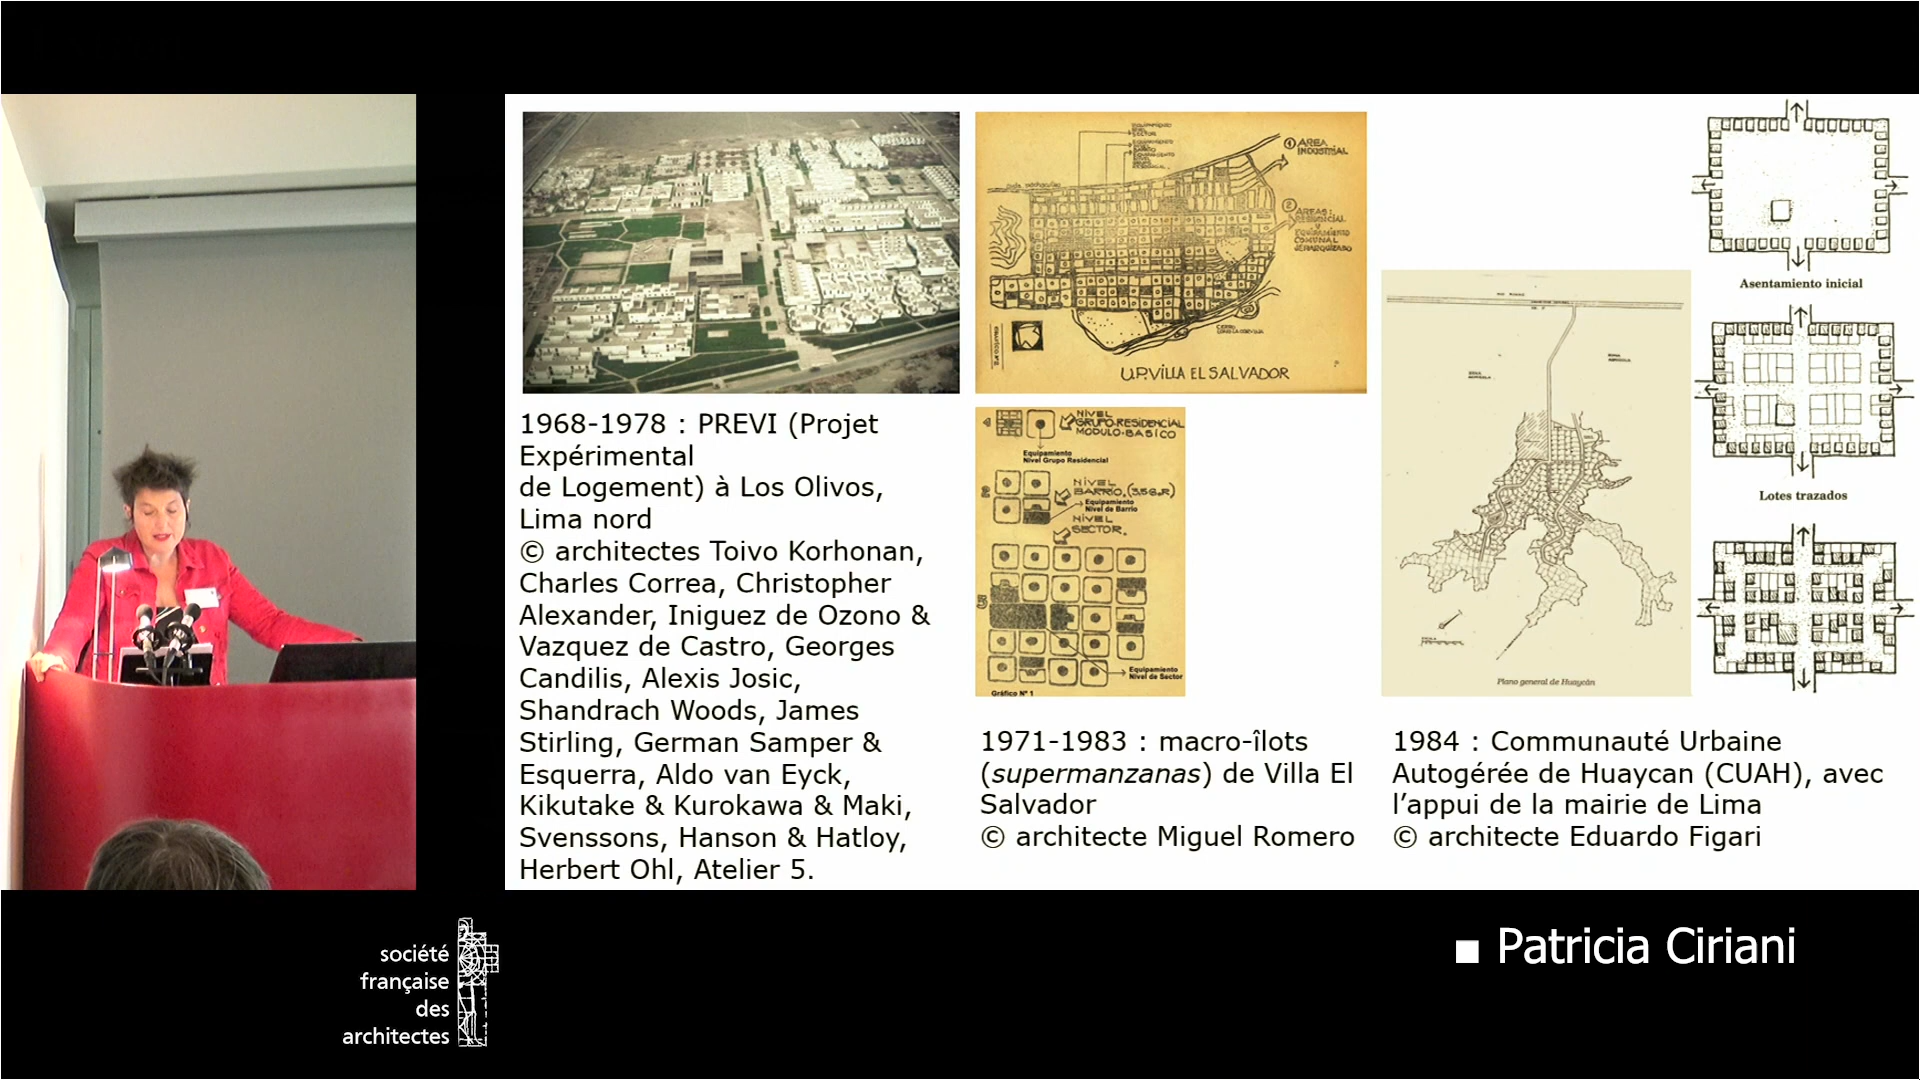 1968-1978 : PREVI (Projet
Expérimental
de Logement) à Los Olivos,
Lima nord
© architectes Toivo Korhonan,
Charles Correa, Christopher
Alexander, Iniguez de Ozono &
Vazquez de Castro, Georges
Candilis, Alexis Josic,
Shandrach Woods, James
Stirling, German Samper &
Esquerra, Aldo van Eyck,
Kikutake & Kurokawa & Maki,
Svenssons, Hanson & Hatloy,
Herbert Ohl, Atelier 5.
1 AREA
INDUSTRIAL
2 AREAS:
RESIDENCIAL
Y
EQUIPAMIENTO
COMUNAL
JERARQUIZADO
U.P. VILLA EL SALVADOR
NIVEL
GRUPO-RESIDENCIAL
MODULO-BASICO
Equipamiento
Nivel Grupo Residencial
NIVEL
BARRIO.
Equipamiento
Nivel de Barrio
NIVEL
SECTOR.
Equipamiento
Nivel de Sector
Gráfico N° 1
1971-1983 : macro-îlots
(supermanzanas) de Villa El
Salvador
© architecte Miguel Romero
Plano general de Huaycán
Asentamiento inicial
Lotes trazados
1984 : Communauté Urbaine
Autogérée de Huaycan (CUAH), avec
l’appui de la mairie de Lima
© architecte Eduardo Figari
société
française
des
architectes
Patricia Ciriani